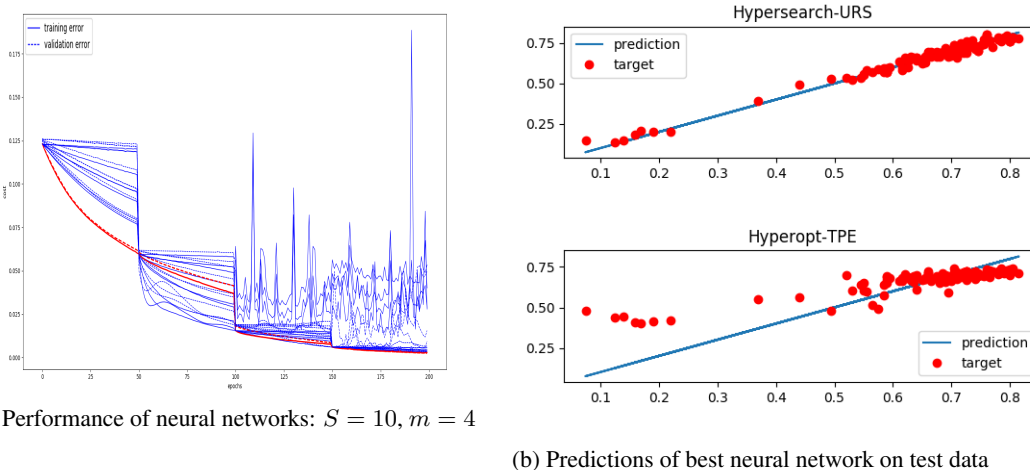 training error
validation error
0.175
0.150
0.125
0.100
0.075
0.050
0.025
0.000
cost
0 25 50 75 100 125 150 175 200
epochs
Performance of neural networks: S = 10, m = 4
Hypersearch-URS
prediction
target
0.75
0.50
0.25
0.1 0.2 0.3 0.4 0.5 0.6 0.7 0.8
Hyperopt-TPE
0.75
0.50
0.25
prediction
target
0.1 0.2 0.3 0.4 0.5 0.6 0.7 0.8
(b) Predictions of best neural network on test data